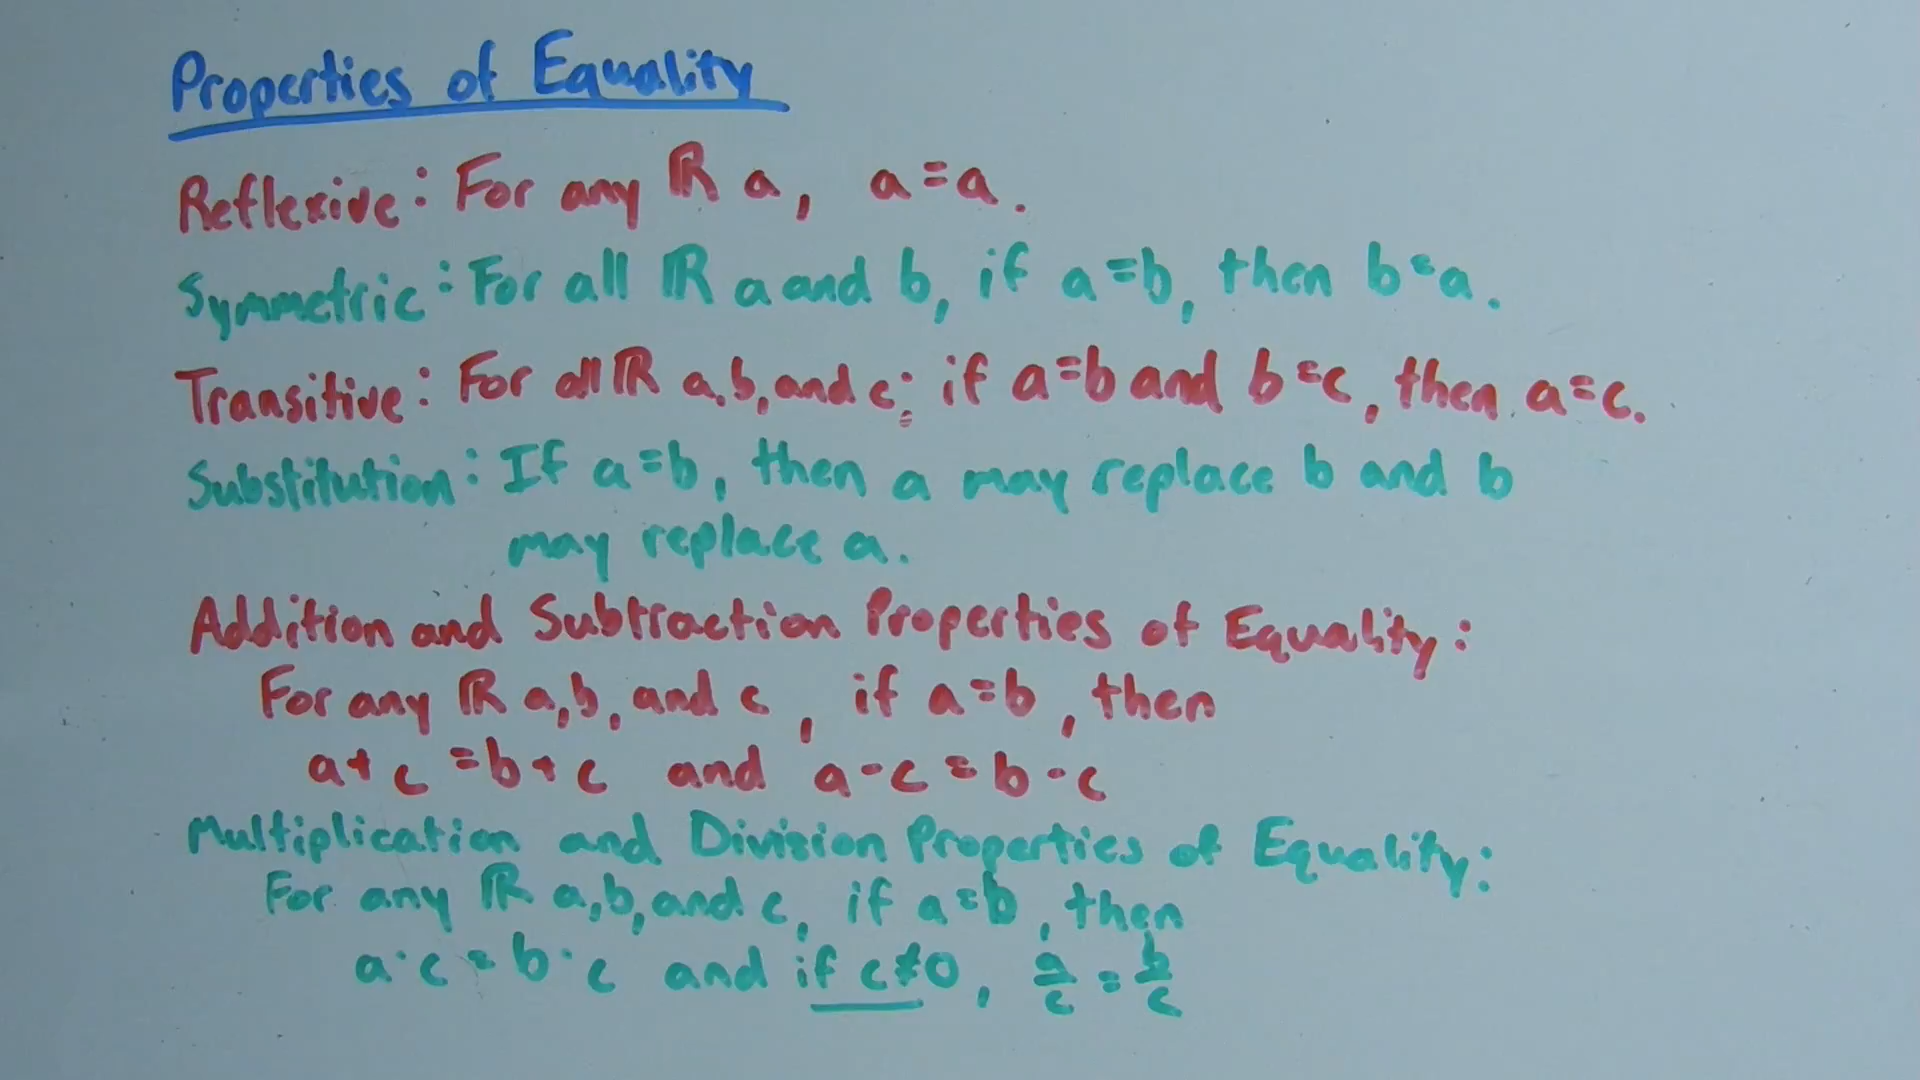 Properties of Equality
Reflexive: For any ℝ a, a=a.
Symmetric: For all ℝ a and b, if a=b, then b=a.
Transitive: For all ℝ a, b, and c; if a=b and b=c, then a=c.
Substitution: If a=b, then a may replace b and b
may replace a.
Addition and Subtraction Properties of Equality:
For any ℝ a, b, and c, if a=b, then
a+c=b+c and a-c=b-c
Multiplication and Division Properties of Equality:
For any ℝ a, b, and c, if a=b, then
a·c=b·c and if c≠0, a/c=b/c